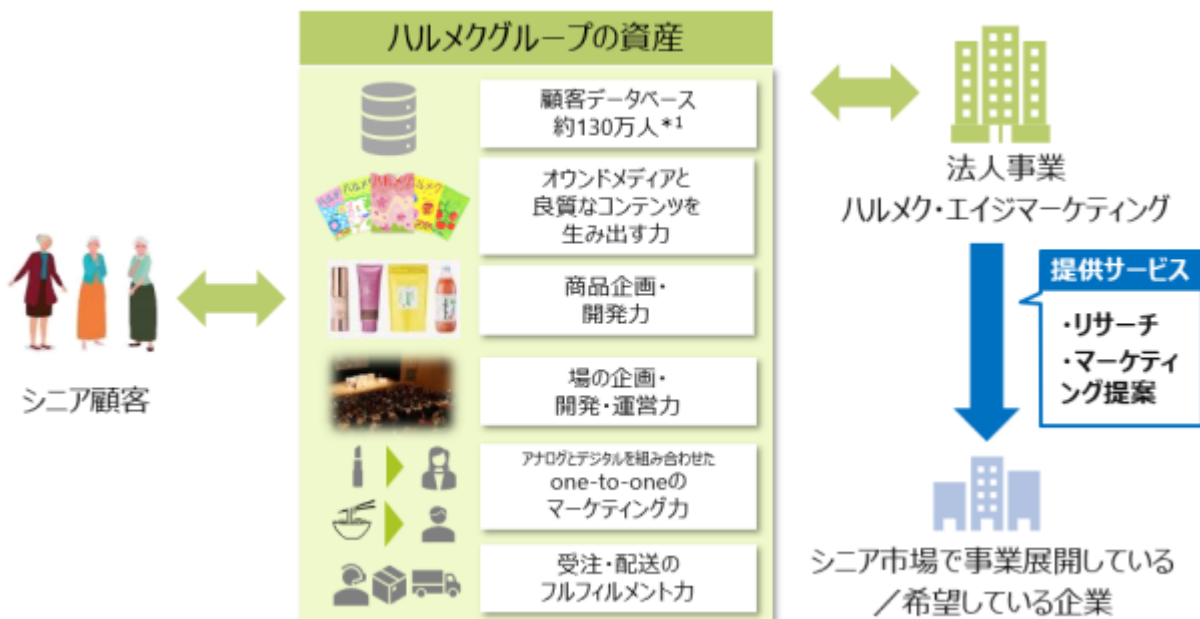 ハルメクグループの資産
顧客データベース
約130万人*1
オウンドメディアと
良質なコンテンツを
生み出す力
商品企画・
開発力
場の企画・
開発・運営力
アナログとデジタルを組み合わせた
one-to-oneの
マーケティング力
受注・配送の
フルフィルメント力
シニア顧客
法人事業
ハルメク・エイジマーケティング
提供サービス
・リサーチ
・マーケティ
ング提案
シニア市場で事業展開している
／希望している企業
ハルメク